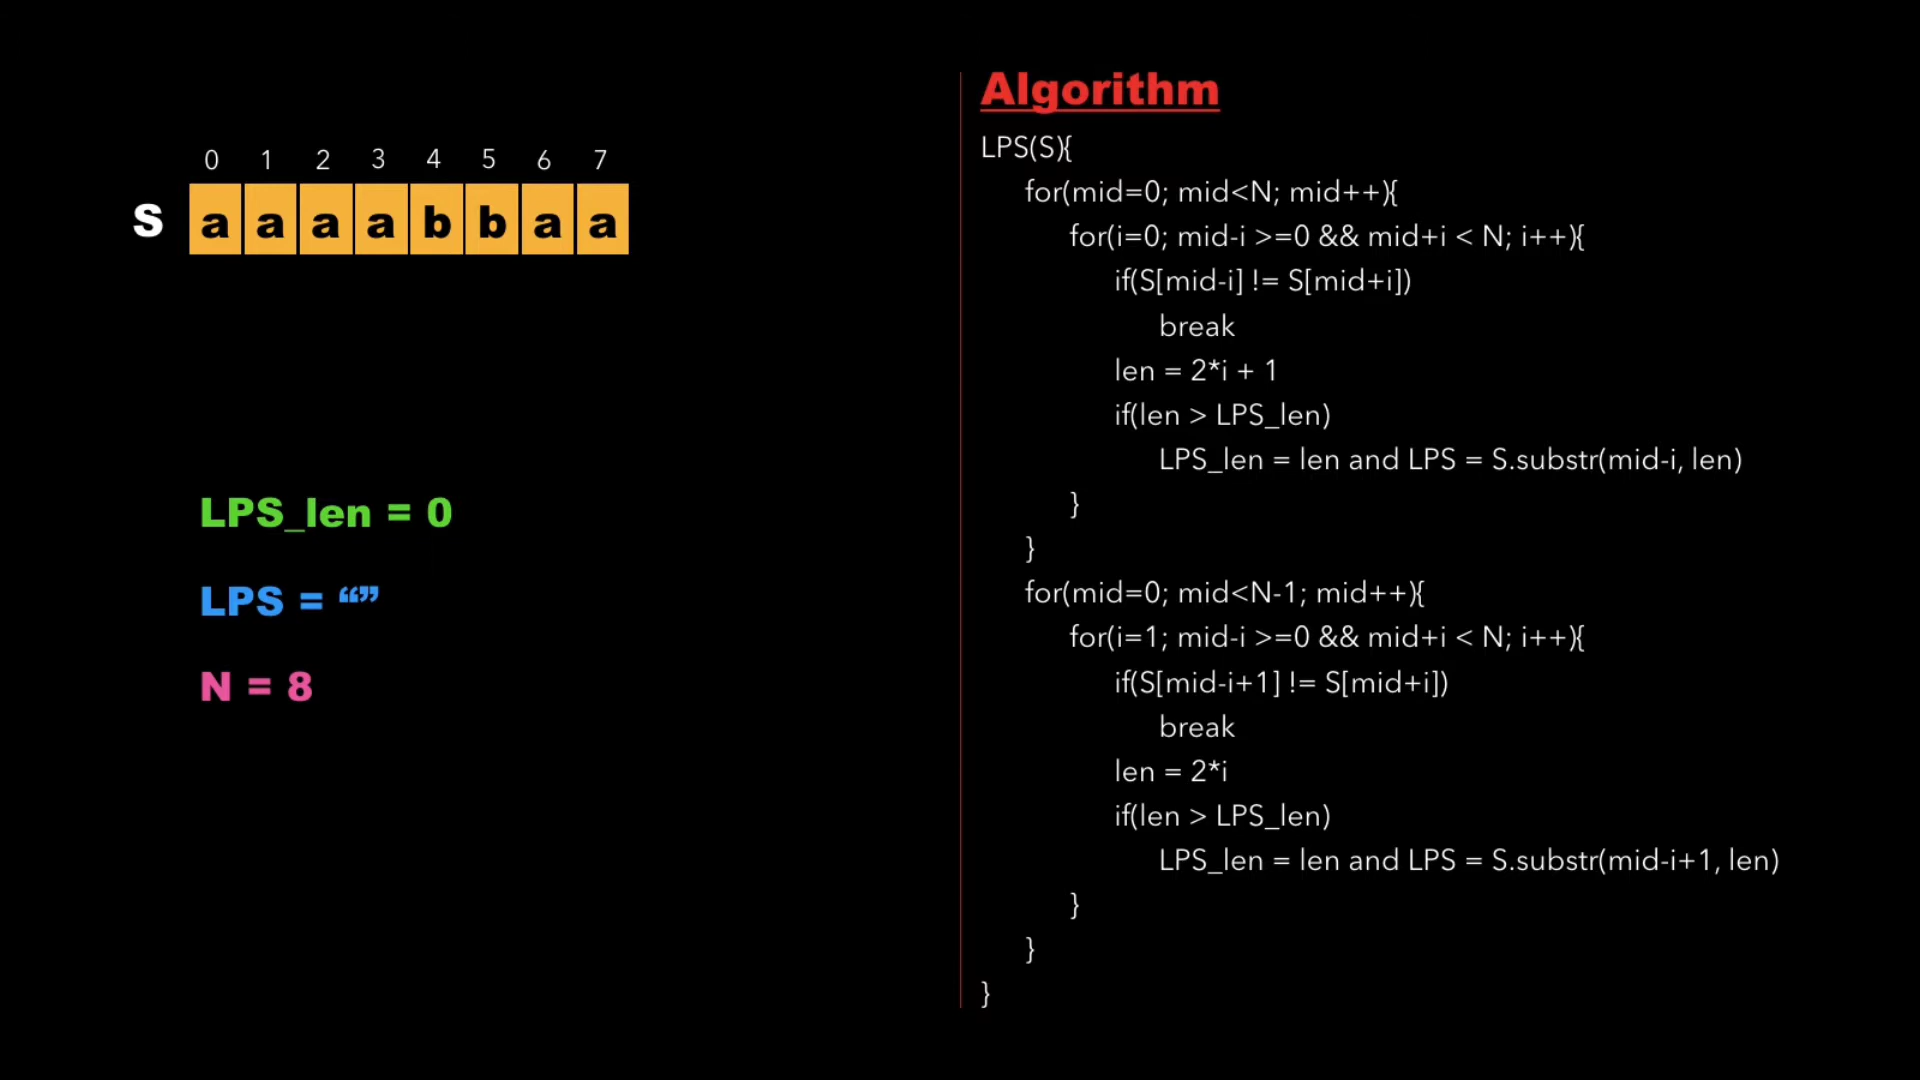 0 1 2 3 4 5 6 7
S a a a a b b a a
LPS_len = 0
LPS = “”
N = 8
Algorithm
LPS(S){
for(mid=0; mid<N; mid++){
for(i=0; mid-i >=0 && mid+i < N; i++){
if(S[mid-i] != S[mid+i])
break
len = 2*i + 1
if(len > LPS_len)
LPS_len = len and LPS = S.substr(mid-i, len)
}
}
for(mid=0; mid<N-1; mid++){
for(i=1; mid-i >=0 && mid+i < N; i++){
if(S[mid-i+1] != S[mid+i])
break
len = 2*i
if(len > LPS_len)
LPS_len = len and LPS = S.substr(mid-i+1, len)
}
}
}